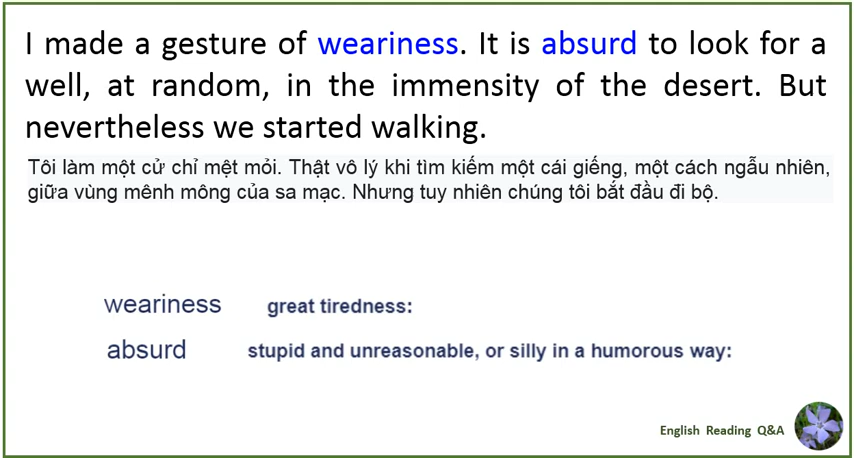 I made a gesture of weariness. It is absurd to look for a
well, at random, in the immensity of the desert. But
nevertheless we started walking.
Tôi làm một cử chỉ mệt mỏi. Thật vô lý khi tìm kiếm một cái giếng, một cách ngẫu nhiên,
giữa vùng mênh mông của sa mạc. Nhưng tuy nhiên chúng tôi bắt đầu đi bộ.
weariness great tiredness:
absurd stupid and unreasonable, or silly in a humorous way:
English Reading Q&A